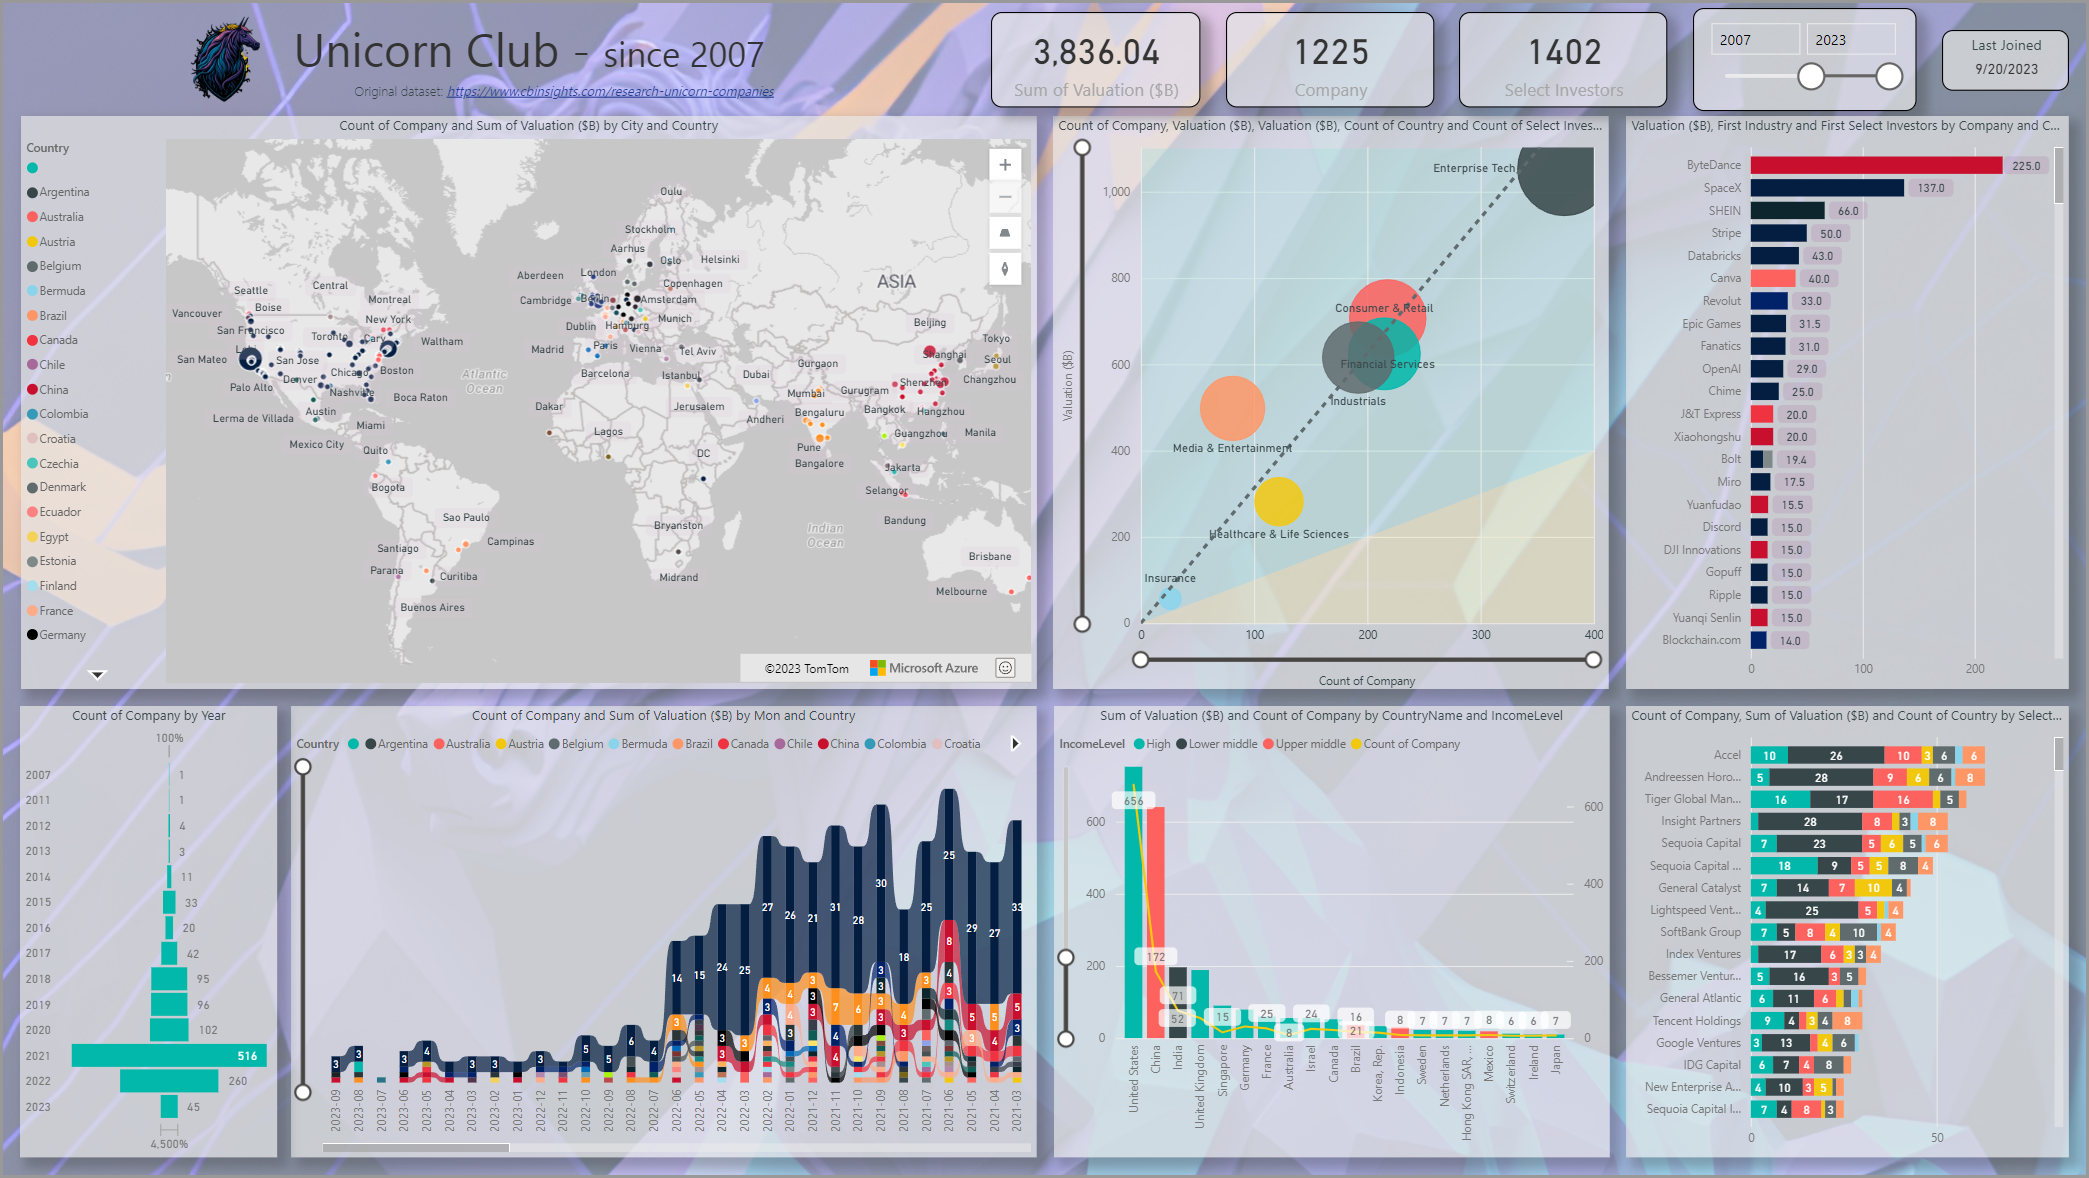 Unicorn Club - since 2007
Original dataset: https://www.cbinsights.com/research-unicorn-companies
3,836.04
Sum of Valuation ($B)
1225
Company
1402
Select Investors
2007
2023
Last Joined
9/20/2023
Count of Company and Sum of Valuation ($B) by City and Country
Country
Argentina
Australia
Austria
Belgium
Bermuda
Brazil
Canada
Chile
China
Colombia
Croatia
Czechia
Denmark
Ecuador
Egypt
Estonia
Finland
France
Germany
Oulu
Stockholm
Aarhus
Oslo
Helsinki
Aberdeen
London
Copenhagen
ASIA
Cambridge
Berlin
Amsterdam
Dublin
Hamburg
Munich
Madrid
Paris
Vienna
Tel Aviv
Barcelona
Istanbul
Dubai
Gurgaon
Beijing
Shanghai
Tokyo
Seoul
Changzhou
Seattle
Central
Boise
Montreal
Vancouver
New York
San Francisco
Toronto
Cary
Waltham
San Mateo
San Jose
Denver
Chicago
Boston
Palo Alto
Nashville
Boca Raton
Atlantic
Ocean
Lerma de Villada
Austin
Miami
Mexico City
Quito
Bogota
Dakar
Jerusalem
Andheri
Mumbai
Gurugram
Shenzhen
Bengaluru
Bangkok
Hangzhou
Lagos
Guangzhou
Manila
Pune
DC
Bangalore
Jakarta
Selangor
Bandung
Sao Paulo
Campinas
Santiago
Parana
Curitiba
Buenos Aires
Bryanston
Midrand
Indian
Ocean
Brisbane
Melbourne
©2023 TomTom
Microsoft Azure
Count of Company, Valuation ($B), Valuation ($B), Count of Country and Count of Select Inves...
Valuation ($B)
1,000
800
600
400
200
0
Enterprise Tech
Consumer & Retail
Financial Services
Industrials
Media & Entertainment
Healthcare & Life Sciences
Insurance
0 100 200 300 400
Count of Company
Valuation ($B), First Industry and First Select Investors by Company and C...
ByteDance 225.0
SpaceX 137.0
SHEIN 66.0
Stripe 50.0
Databricks 43.0
Canva 40.0
Revolut 33.0
Epic Games 31.5
Fanatics 31.0
OpenAI 29.0
Chime 25.0
J&T Express 20.0
Xiaohongshu 20.0
Bolt 19.4
Miro 17.5
Yuanfudao 15.5
Discord 15.0
DJI Innovations 15.0
Gopuff 15.0
Ripple 15.0
Yuanqi Senlin 15.0
Blockchain.com 14.0
0 100 200
Count of Company by Year
100%
2007 1
2011 1
2012 4
2013 3
2014 11
2015 33
2016 20
2017 42
2018 95
2019 96
2020 102
2021 516
2022 260
2023 45
4,500%
Count of Company and Sum of Valuation ($B) by Mon and Country
Country Argentina Australia Austria Belgium Bermuda Brazil Canada Chile China Colombia Croatia
3 3 3 4 3 3 3 5 5 6 4
14 15 24 25 27 26 21 31 28 30 18 25 25 29 27 33
3 3 3 3 4 3 4 4 3 3 3 3 7 4 4 6 3 3 3 3 4 3 3 8 4 3 5 3 5 4 5 3
2023-09 2023-08 2023-07 2023-06 2023-05 2023-04 2023-03 2023-02 2023-01 2022-12 2022-11 2022-10 2022-09 2022-08 2022-07 2022-06 2022-05 2022-04 2022-03 2022-02 2022-01 2021-12 2021-11 2021-10 2021-09 2021-08 2021-07 2021-06 2021-05 2021-04 2021-03
Sum of Valuation ($B) and Count of Company by CountryName and IncomeLevel
IncomeLevel High Lower middle Upper middle Count of Company
600
400
200
0
600
400
200
0
656 172 71 52 15 25 8 24 16 21 8 7 7 7 8 6 6 7
United States
China
India
United Kingdom
Singapore
Germany
France
Australia
Israel
Canada
Brazil
Korea, Rep.
Indonesia
Sweden
Netherlands
Hong Kong SAR, ...
Mexico
Switzerland
Ireland
Japan
Count of Company, Sum of Valuation ($B) and Count of Country by Select...
Accel 10 26 10 3 6 6
Andreessen Horo... 5 28 9 6 6 8
Tiger Global Man... 16 17 16 5
Insight Partners 28 8 3 8
Sequoia Capital 7 23 5 6 5 6
Sequoia Capital ... 18 9 5 5 8 4
General Catalyst 7 14 7 10 4
Lightspeed Vent... 4 25 5 4
SoftBank Group 7 5 8 4 10 4
Index Ventures 17 6 3 3 4
Bessemer Ventur... 5 16 3 5
General Atlantic 6 11 6
Tencent Holdings 9 4 3 4 8
Google Ventures 3 13 4 6
IDG Capital 6 7 4 8
New Enterprise A... 4 10 3 5
Sequoia Capital I... 7 4 8 3
0 50